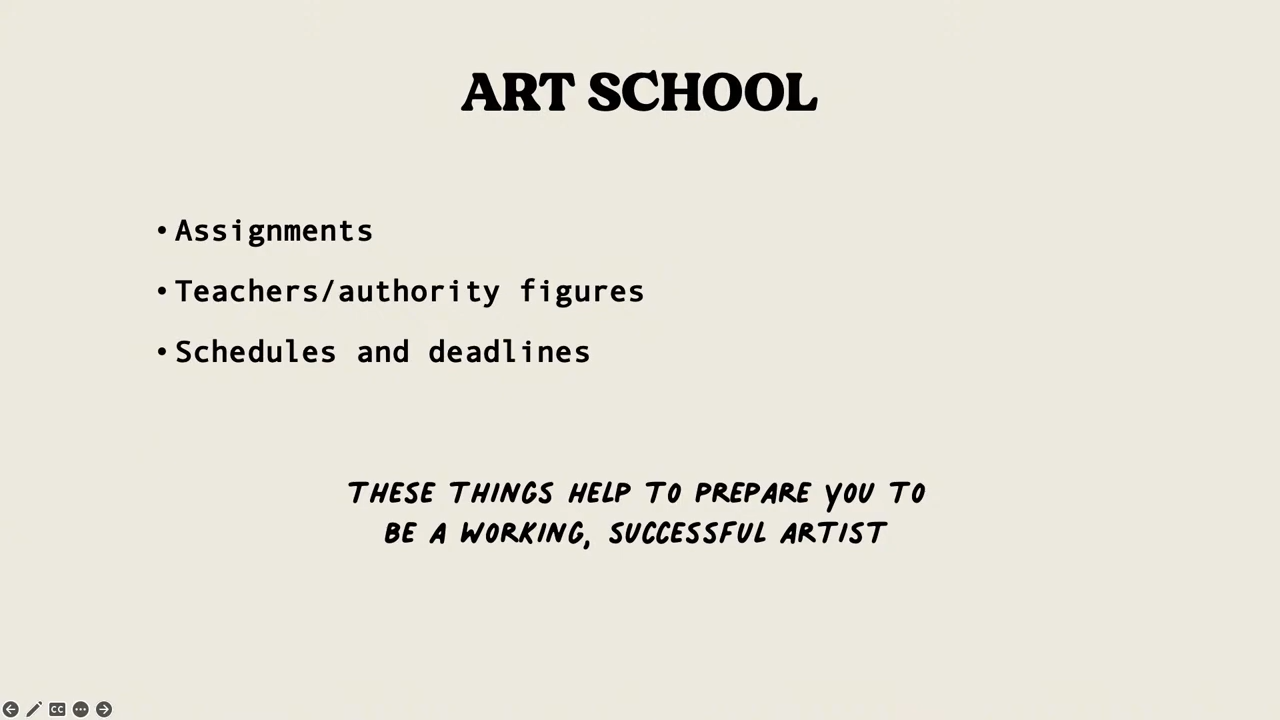 ART SCHOOL
• Assignments
• Teachers/authority figures
• Schedules and deadlines
THESE THINGS HELP TO PREPARE YOU TO
BE A WORKING, SUCCESSFUL ARTIST
CC